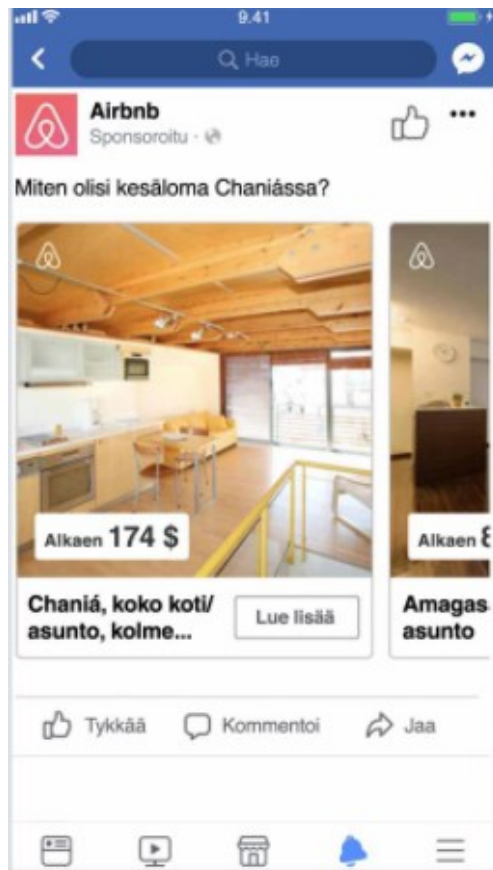 9.41
Hae
Airbnb
Sponsoroitu ·
Miten olisi kesäloma Chaniássa?
Alkaen 174 $
Alkaen
Chaniá, koko koti/
asunto, kolme...
Lue lisää
Amagas
asunto
Tykkää
Kommentoi
Jaa